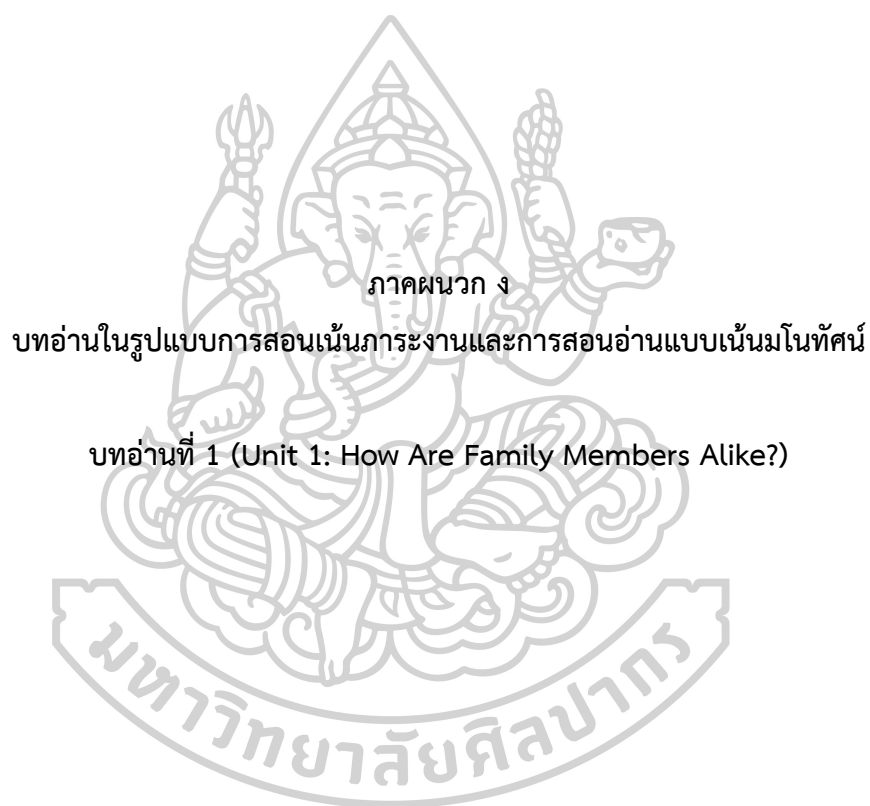 ภาคผนวก ง
บทอ่านในรูปแบบการสอนเน้นภาระงานและการสอนอ่านแบบเน้นมโนทัศน์
บทอ่านที่ 1 (Unit 1: How Are Family Members Alike?)
มหาวิทยาลัยศิลปากร